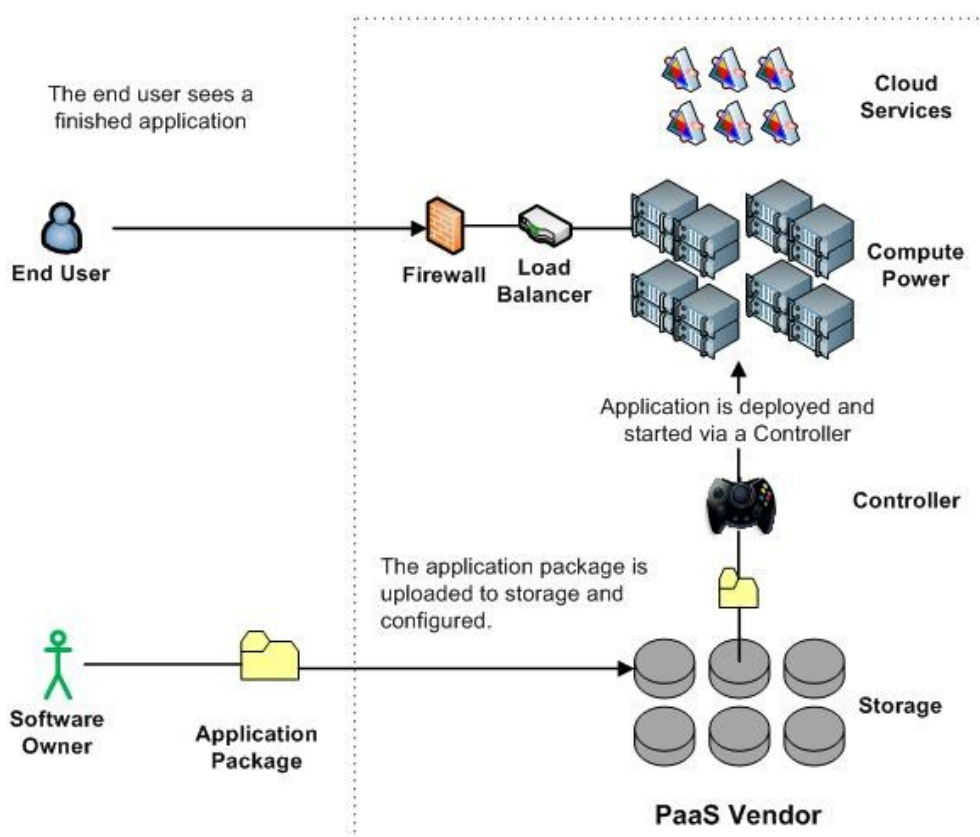 The end user sees a
finished application
Cloud
Services
End User
Firewall
Load
Balancer
Compute
Power
Application is deployed and
started via a Controller
Controller
The application package is
uploaded to storage and
configured.
Software
Owner
Application
Package
Storage
PaaS Vendor